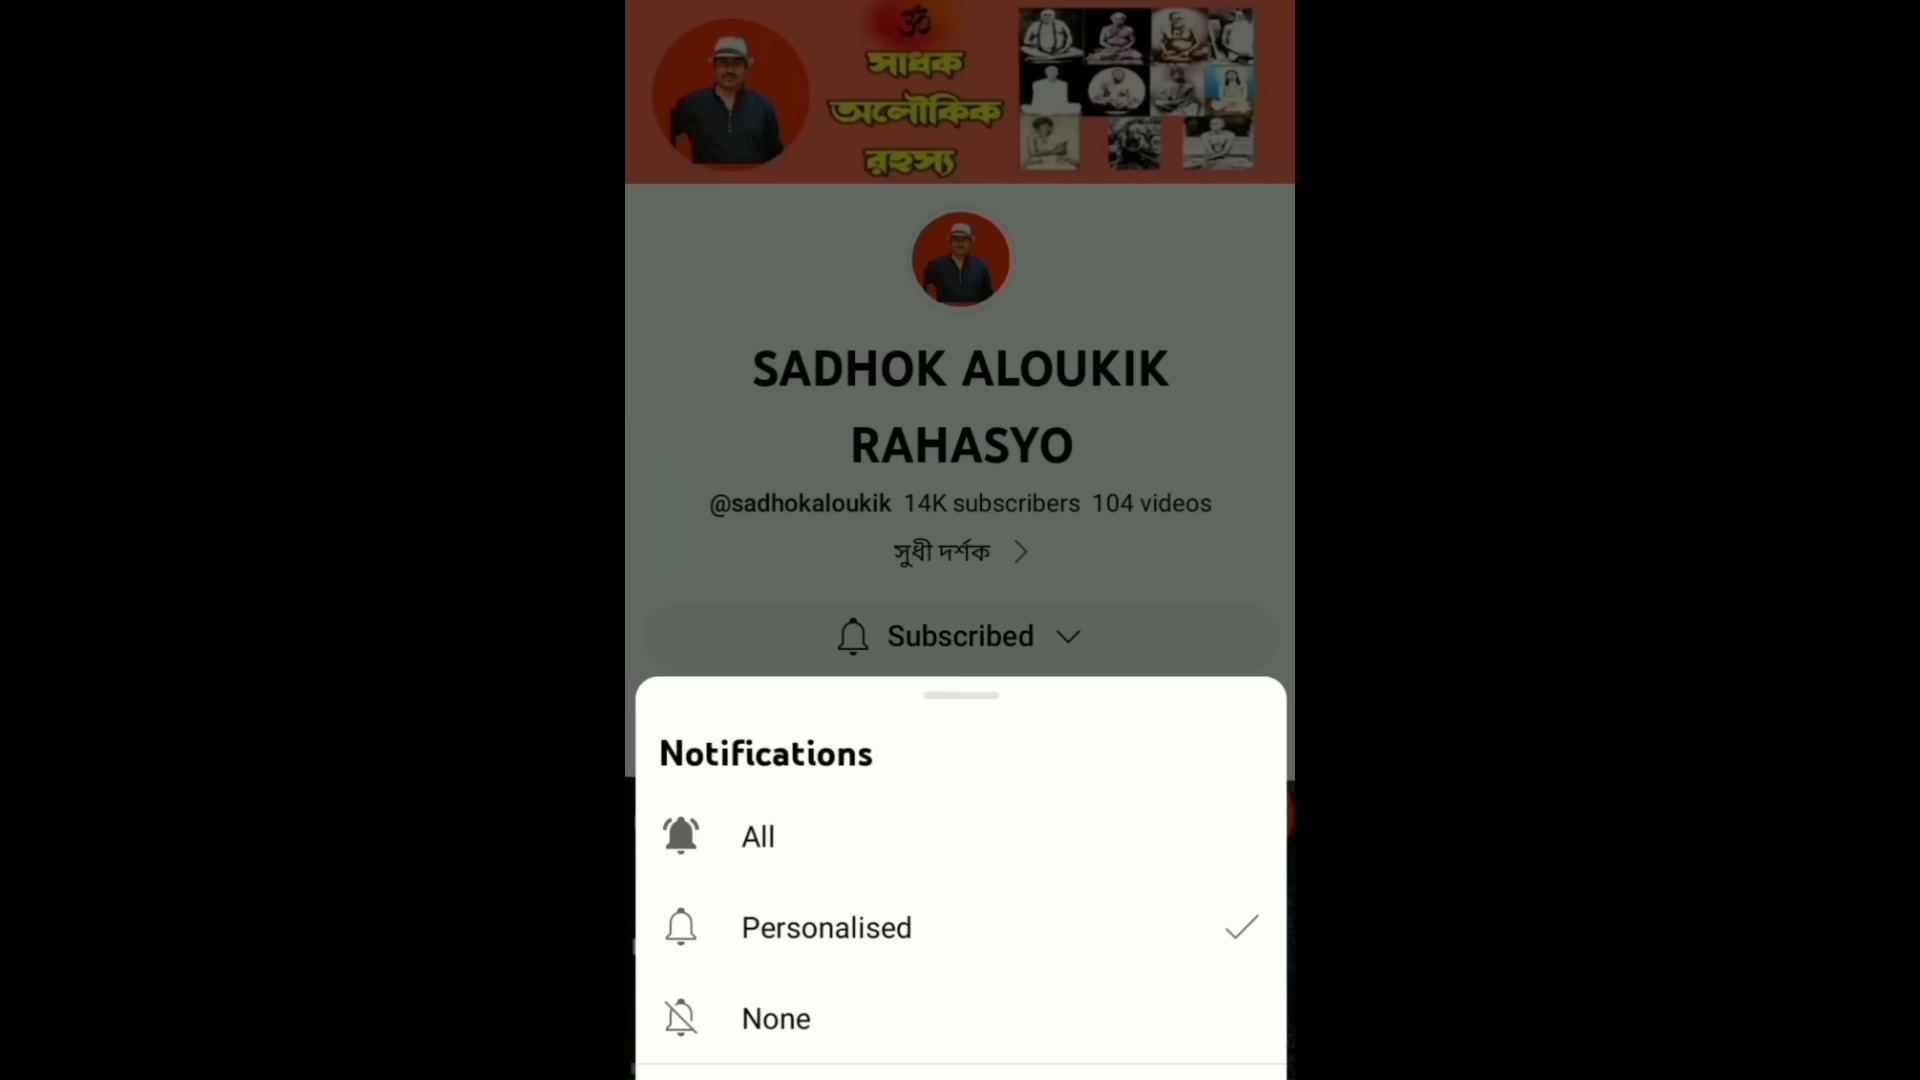 ॐ
সাধক
অলৌকিক
রহস্য
SADHOK ALOUKIK
RAHASYO
@sadhokaloukik 14K subscribers 104 videos
সুধী দর্শক
Subscribed
Notifications
All
Personalised
None